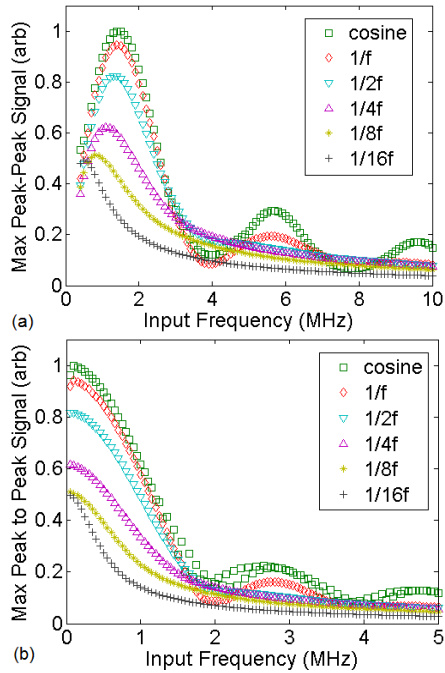 Max Peak-Peak Signal (arb)
1
0.8
0.6
0.4
0.2
0
cosine
1/f
1/2f
1/4f
1/8f
1/16f
0 2 4 6 8 10
(a) Input Frequency (MHz)
Max Peak to Peak Signal (arb)
1
0.8
0.6
0.4
0.2
0
cosine
1/f
1/2f
1/4f
1/8f
1/16f
0 1 2 3 4 5
(b) Input Frequency (MHz)